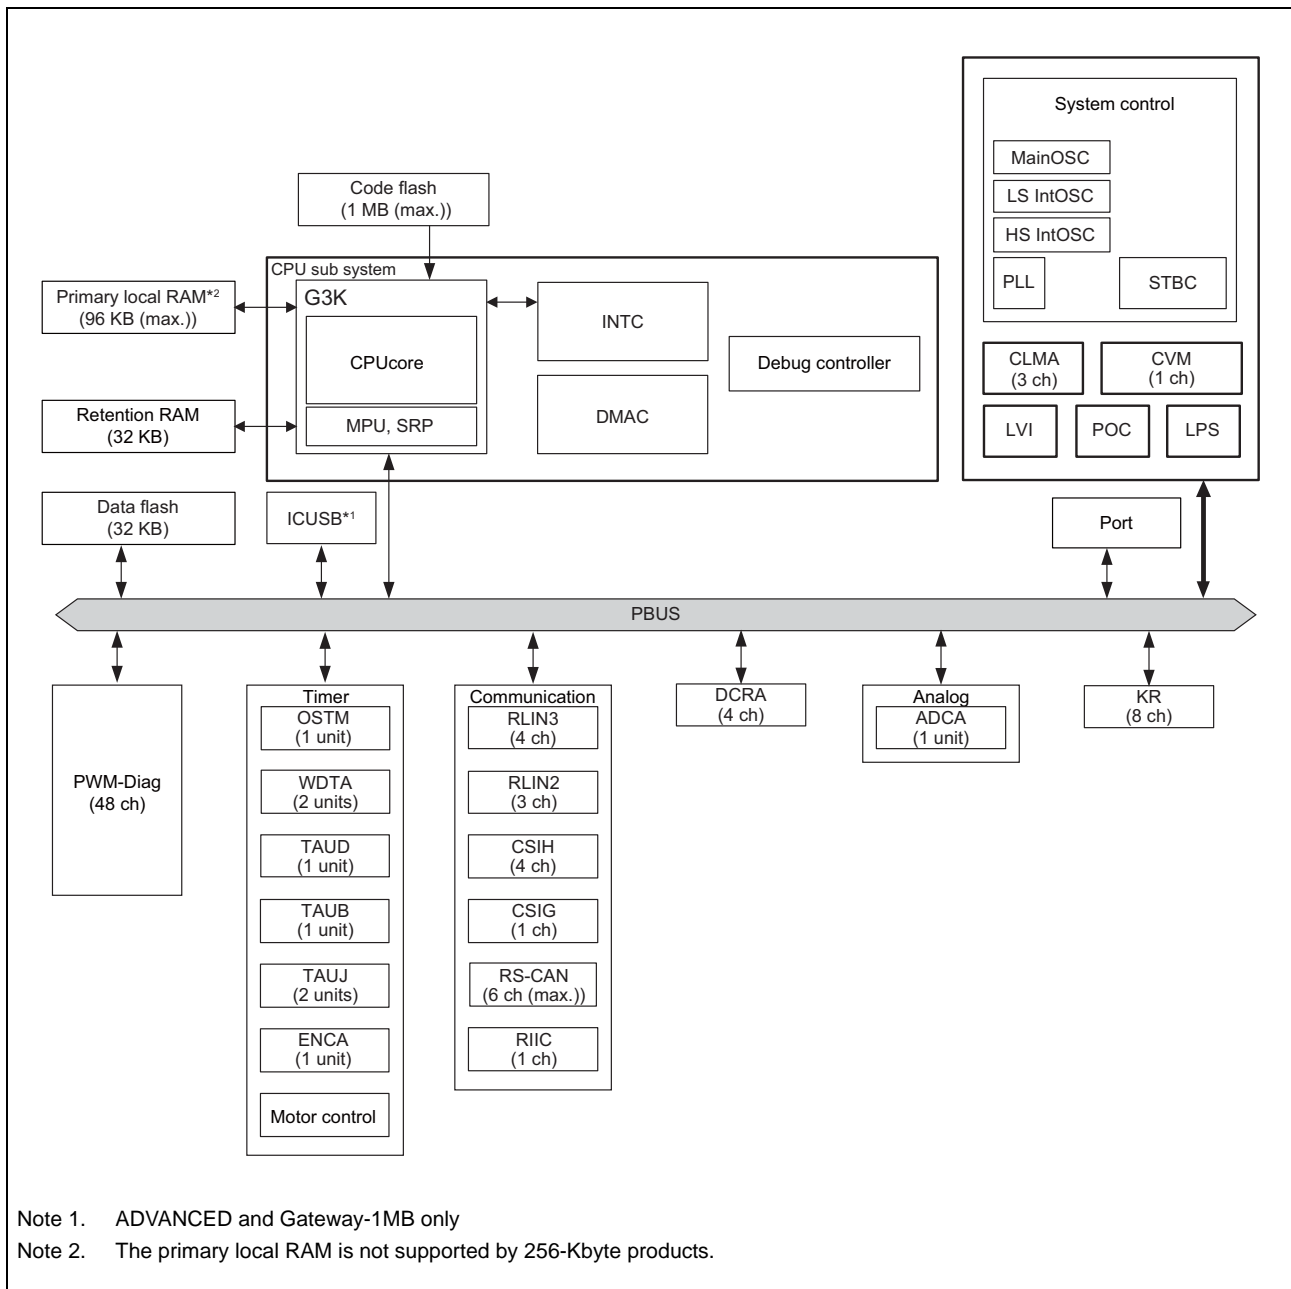 System control
MainOSC
LS IntOSC
HS IntOSC
PLL
STBC
CLMA
(3 ch)
CVM
(1 ch)
LVI
POC
LPS
Code flash
(1 MB (max.))
CPU sub system
G3K
CPUcore
MPU, SRP
INTC
DMAC
Debug controller
Primary local RAM*2
(96 KB (max.))
Retention RAM
(32 KB)
Data flash
(32 KB)
ICUSB*1
Port
PBUS
PWM-Diag
(48 ch)
Timer
OSTM
(1 unit)
WDTA
(2 units)
TAUD
(1 unit)
TAUB
(1 unit)
TAUJ
(2 units)
ENCA
(1 unit)
Motor control
Communication
RLIN3
(4 ch)
RLIN2
(3 ch)
CSIH
(4 ch)
CSIG
(1 ch)
RS-CAN
(6 ch (max.))
RIIC
(1 ch)
DCRA
(4 ch)
Analog
ADCA
(1 unit)
KR
(8 ch)
Note 1. ADVANCED and Gateway-1MB only
Note 2. The primary local RAM is not supported by 256-Kbyte products.